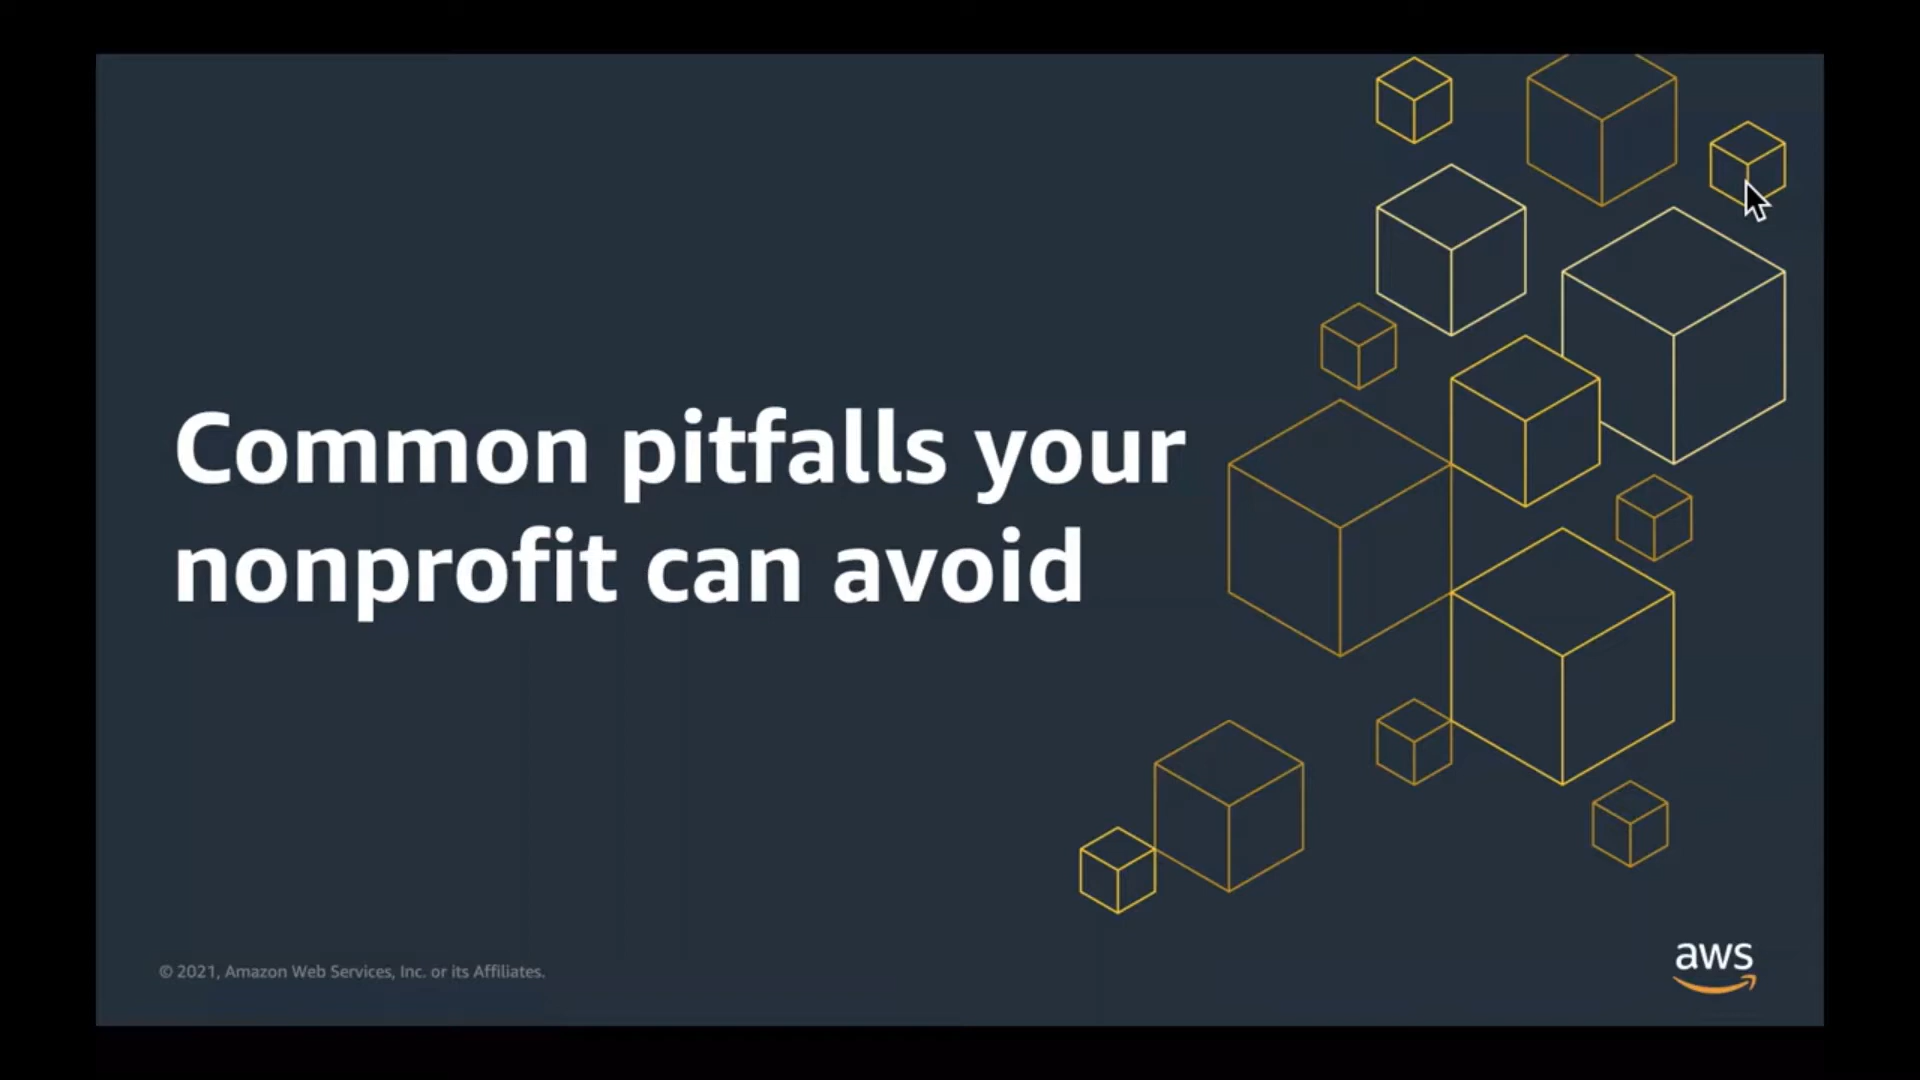 Common pitfalls your
nonprofit can avoid
© 2021, Amazon Web Services, Inc. or its Affiliates.
aws